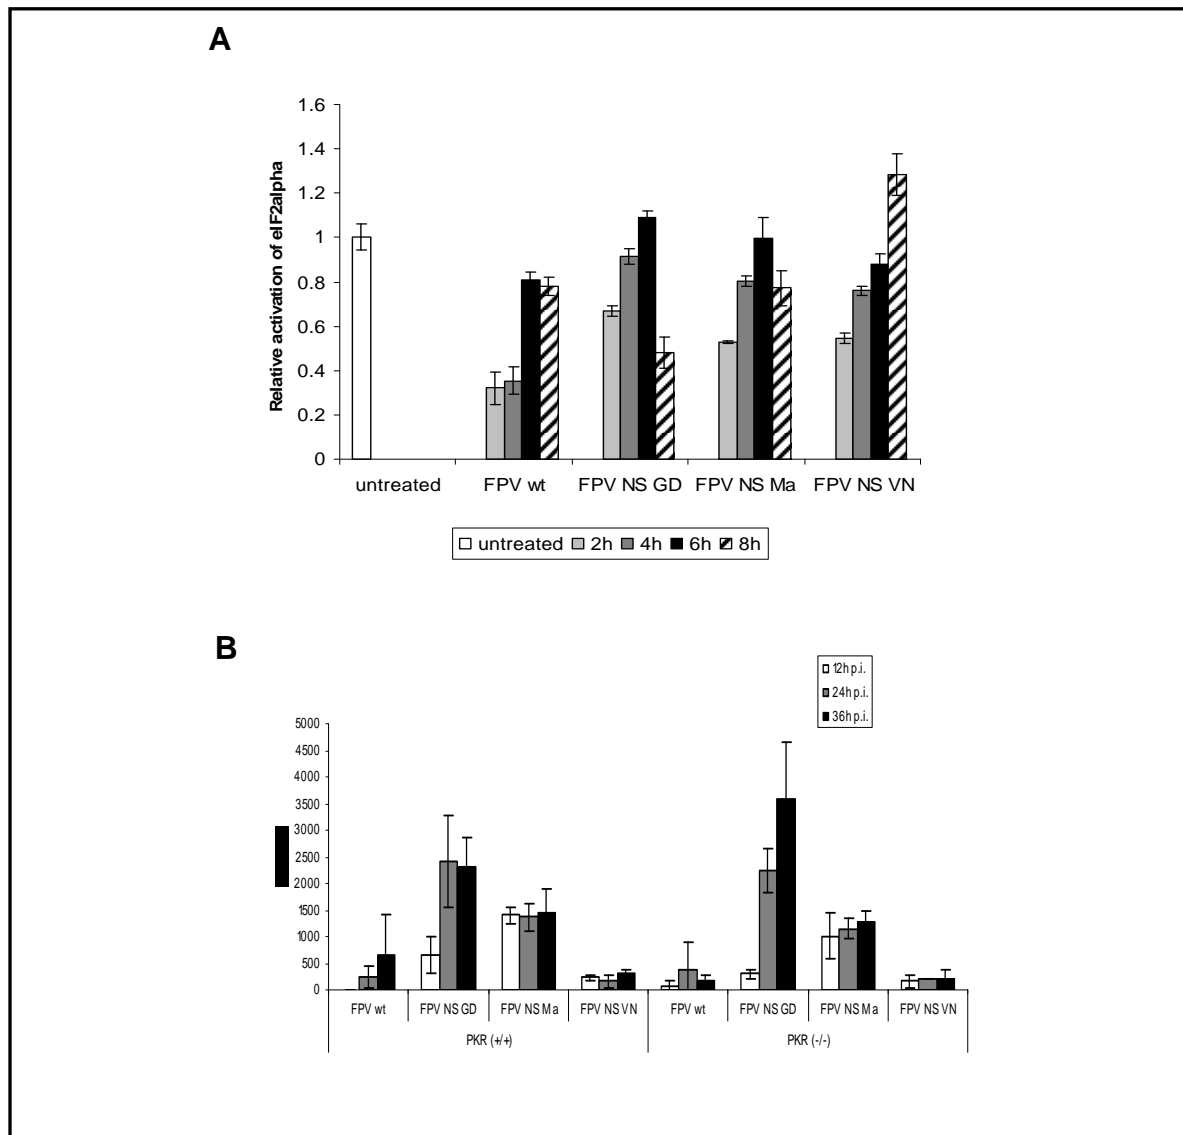 A
Relative activation of eIF2alpha
1.6
1.4
1.2
1
0.8
0.6
0.4
0.2
0
untreated FPV wt FPV NS GD FPV NS Ma FPV NS VN
untreated 2h 4h 6h 8h
B
12h p.i.
24h p.i.
36h p.i.
5000
4500
4000
3500
3000
2500
2000
1500
1000
500
0
FPV wt FPV NS GD FPV NS Ma FPV NS VN FPV wt FPV NS GD FPV NS Ma FPV NS VN
PKR (+/+) PKR (-/-)